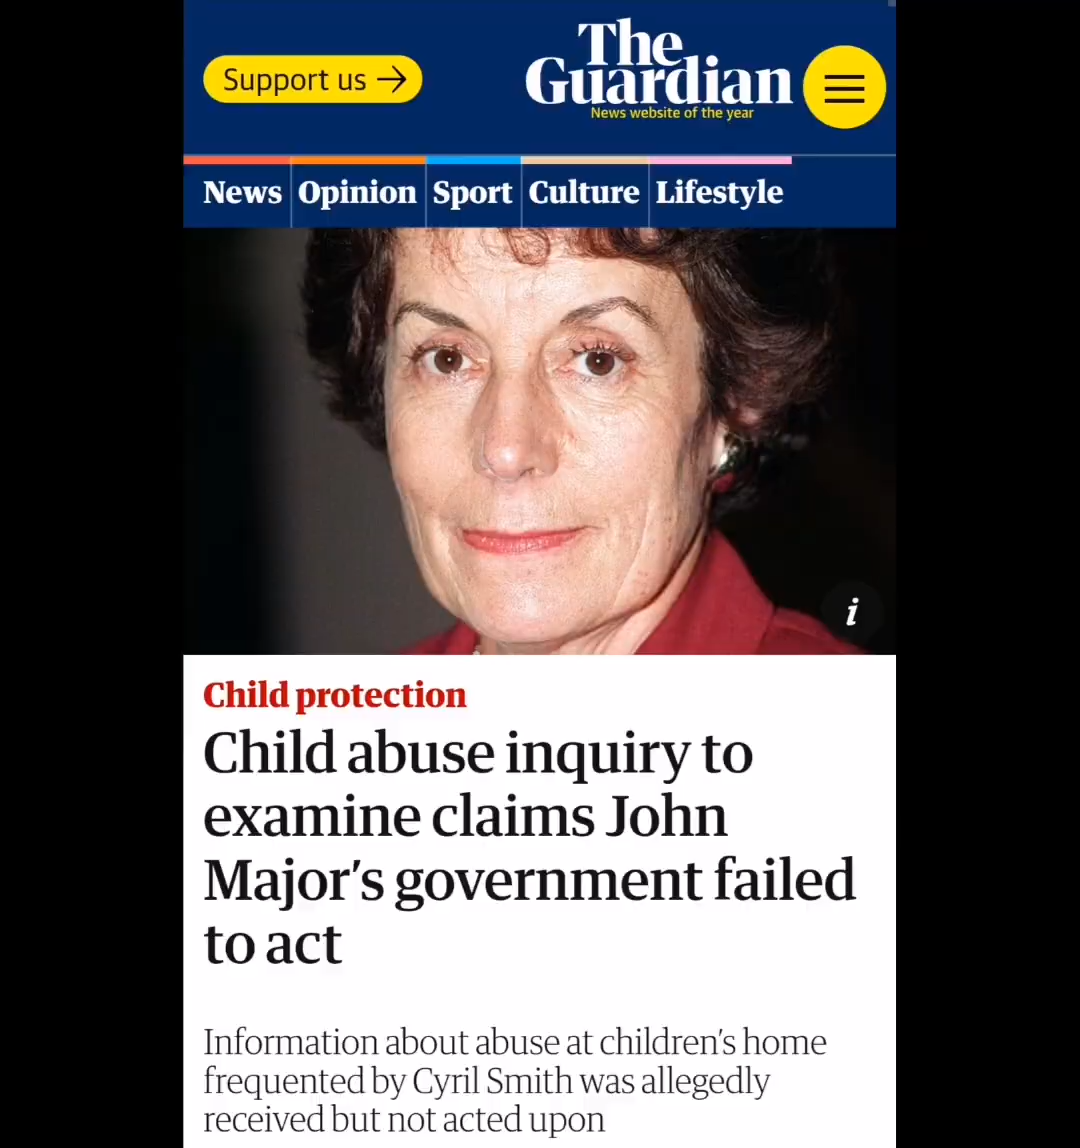 Support us →
The
Guardian
News website of the year
News Opinion Sport Culture Lifestyle
i
Child protection
Child abuse inquiry to
examine claims John
Major’s government failed
to act
Information about abuse at children’s home
frequented by Cyril Smith was allegedly
received but not acted upon